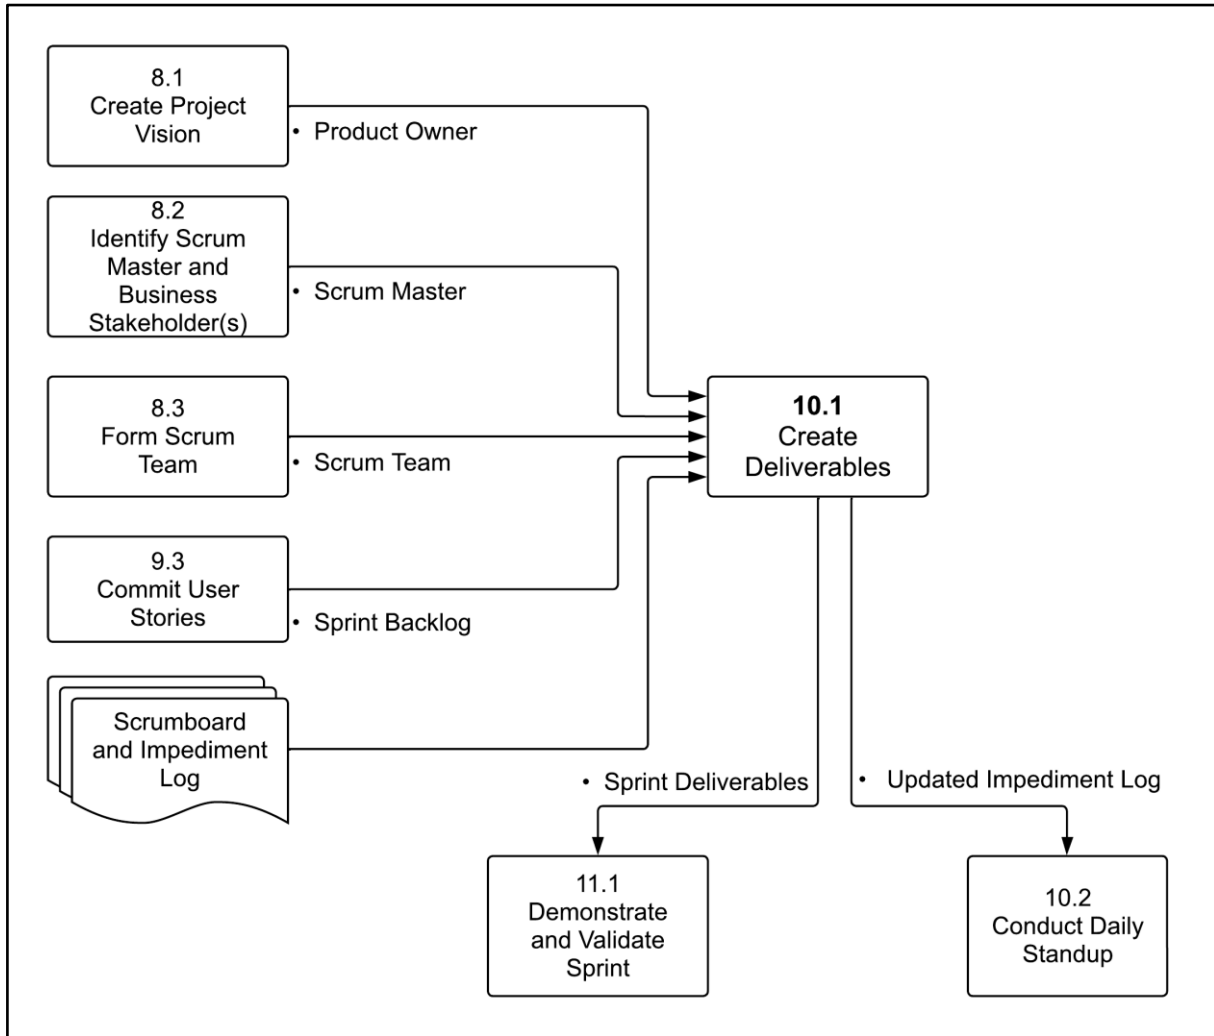 8.1
Create Project
Vision
• Product Owner
8.2
Identify Scrum
Master and
Business
Stakeholder(s)
• Scrum Master
8.3
Form Scrum
Team
• Scrum Team
10.1
Create
Deliverables
9.3
Commit User
Stories
• Sprint Backlog
Scrumboard
and Impediment
Log
• Sprint Deliverables
• Updated Impediment Log
11.1
Demonstrate
and Validate
Sprint
10.2
Conduct Daily
Standup